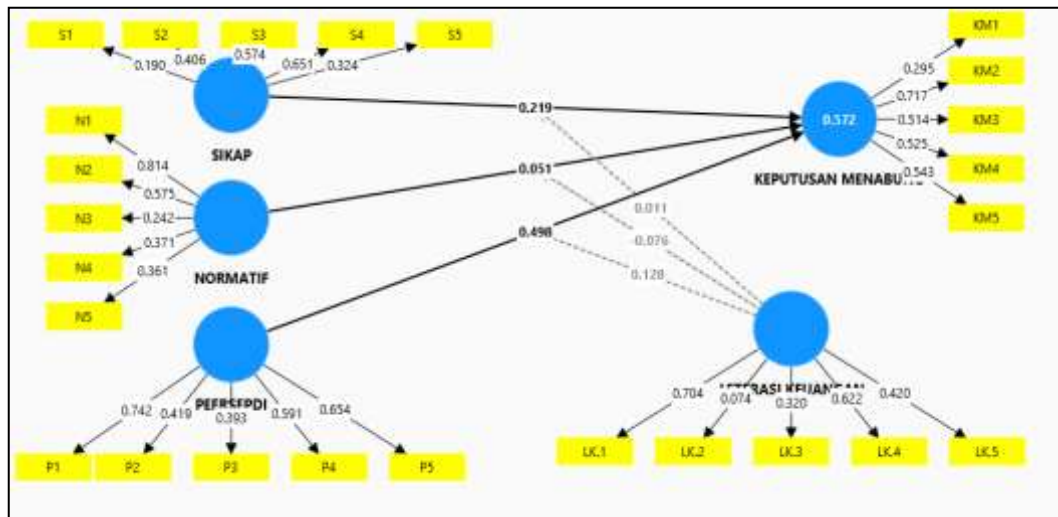 S1 S2 S3 S4 S5
0.190 0.406 0.574 0.651 0.324
SIKAP
N1
N2
N3
N4
N5
0.814
0.575
0.242
0.371
0.361
NORMATIF
0.742 0.419 0.393 0.591 0.654
P1 P2 P3 P4 P5
0.219
0.051
0.498
0.011
0.128
0.572
KEPUTUSAN
KM1
KM2
KM3
KM4
KM5
0.295
0.717
0.514
0.525
0.543
KEUANGAN
0.704 0.074 0.320 0.622 0.420
LK.1 LK.2 LK.3 LK.4 LK.5